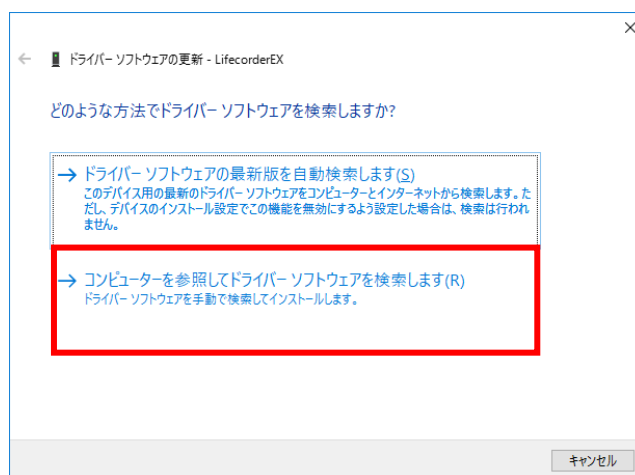 ドライバー ソフトウェアの更新 - LifecorderEX
どのような方法でドライバー ソフトウェアを検索しますか?
→ ドライバー ソフトウェアの最新版を自動検索します(S)
このデバイス用の最新のドライバー ソフトウェアをコンピューターとインターネットから検索します。た
だし、デバイスのインストール設定でこの機能を無効にするよう設定した場合は、検索は行われ
ません。
→ コンピューターを参照してドライバー ソフトウェアを検索します(R)
ドライバー ソフトウェアを手動で検索してインストールします。
キャンセル